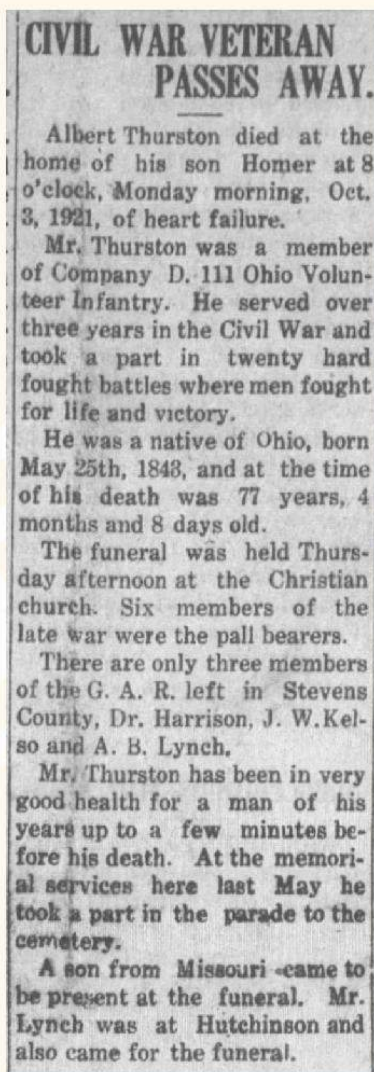 CIVIL WAR VETERAN
PASSES AWAY.
Albert Thurston died at the
home of his son Homer at 8
o'clock, Monday morning, Oct.
3, 1921, of heart failure.
Mr. Thurston was a member
of Company D. 111 Ohio Volun-
teer Infantry. He served over
three years in the Civil War and
took a part in twenty hard
fought battles where men fought
for life and victory.
He was a native of Ohio, born
May 25th, 1843, and at the time
of his death was 77 years, 4
months and 8 days old.
The funeral was held Thurs-
day afternoon at the Christian
church. Six members of the
late war were the pall bearers.
There are only three members
of the G. A. R. left in Stevens
County, Dr. Harrison, J. W. Kel-
so and A. B. Lynch.
Mr. Thurston has been in very
good health for a man of his
years up to a few minutes be-
fore his death. At the memori-
al services here last May he
took a part in the parade to the
cemetery.
A son from Missouri came to
be present at the funeral. Mr.
Lynch was at Hutchinson and
also came for the funeral.